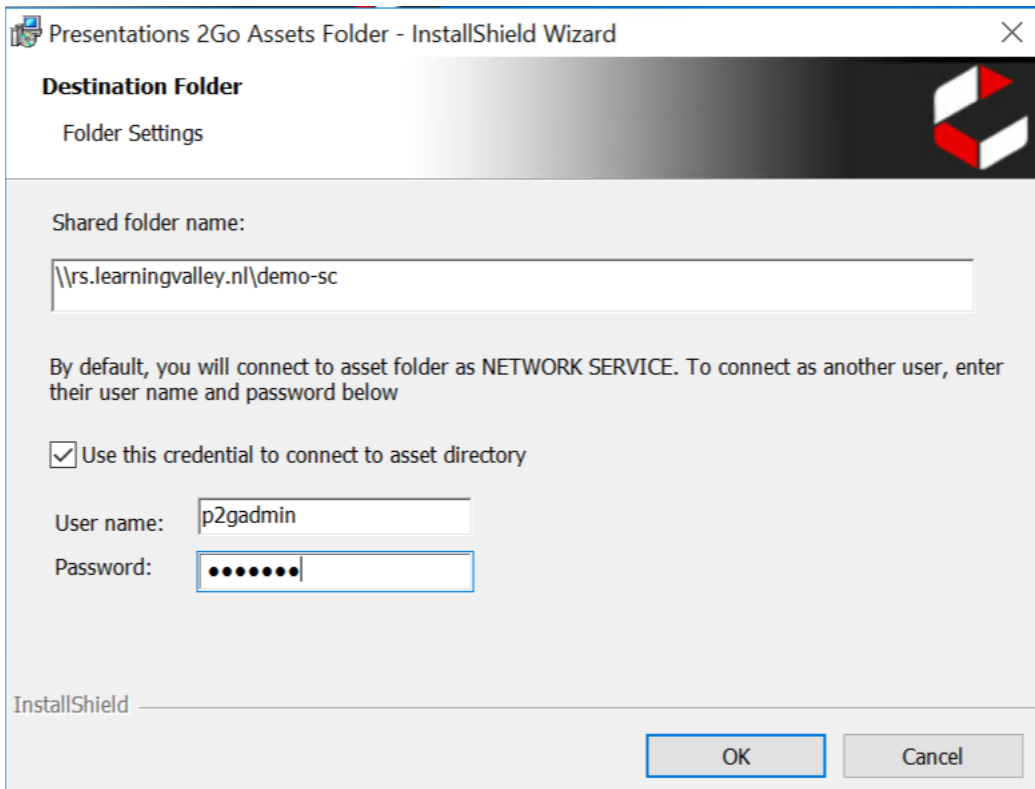 Presentations 2Go Assets Folder - InstallShield Wizard
Destination Folder
Folder Settings
Shared folder name:
\\rs.learningvalley.nl\demo-sc
By default, you will connect to asset folder as NETWORK SERVICE. To connect as another user, enter
their user name and password below
Use this credential to connect to asset directory
User name: p2gadmin
Password: ●●●●●●●
InstallShield
OK Cancel